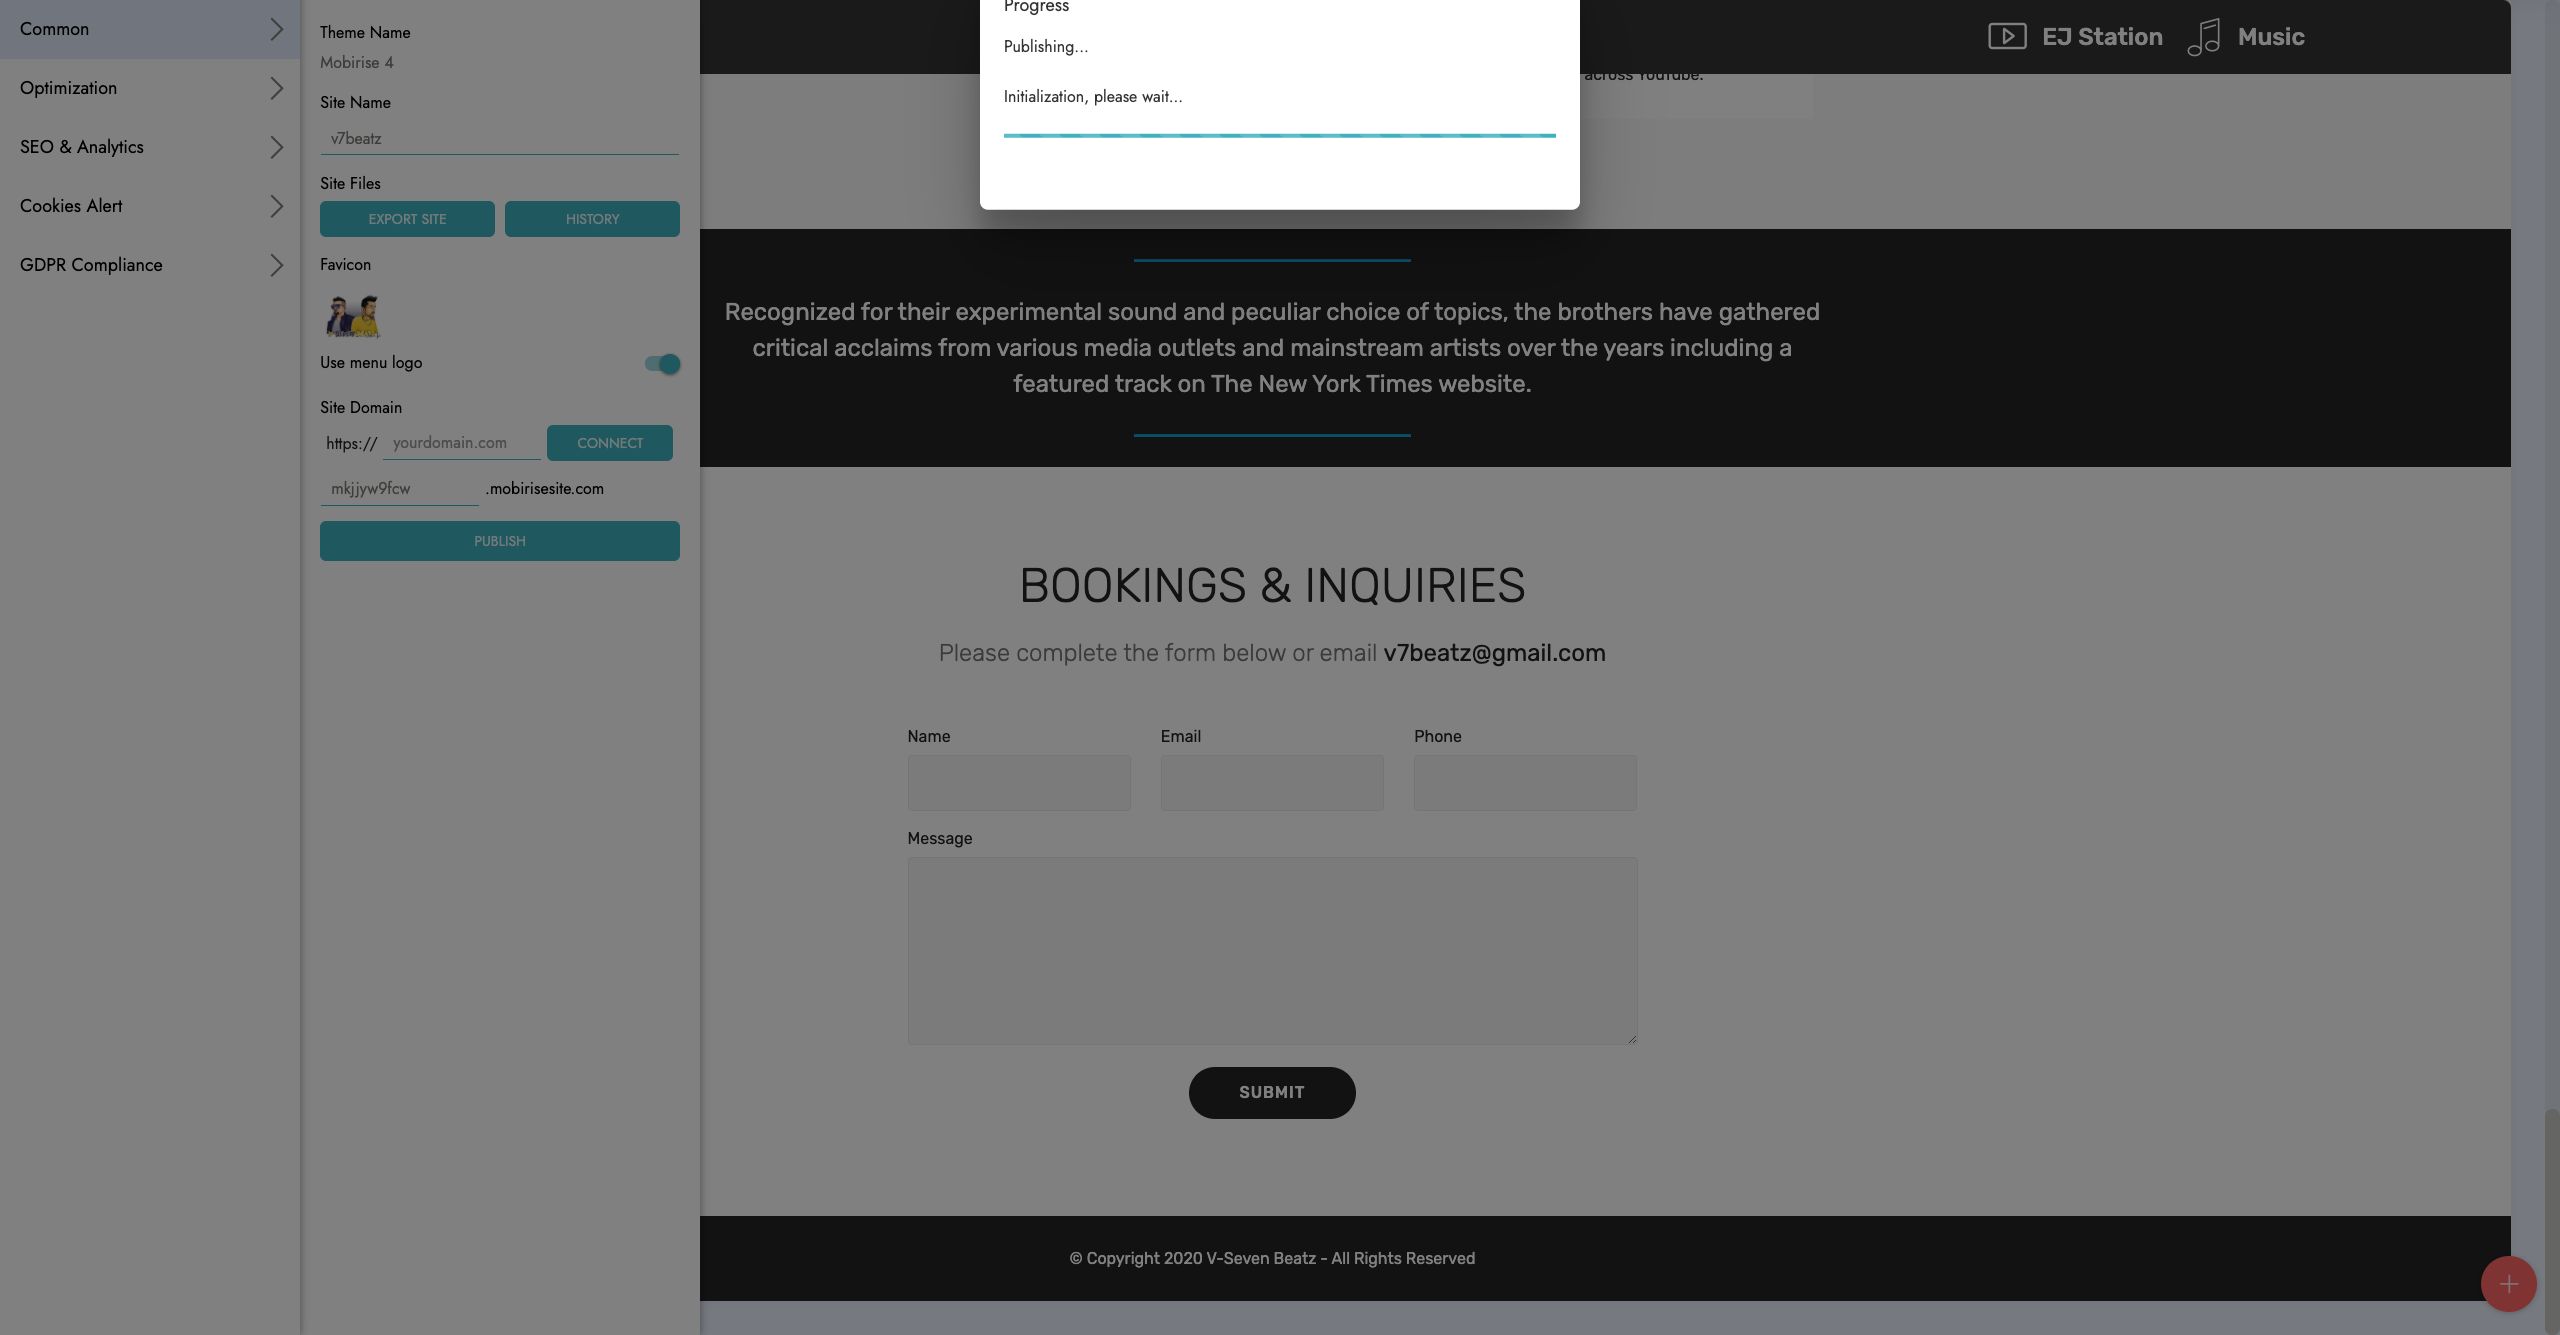 Common
Optimization
SEO & Analytics
Cookies Alert
GDPR Compliance
Theme Name
Mobirise 4
Site Name
v7beatz
Site Files
EXPORT SITE
HISTORY
Favicon
Use menu logo
Site Domain
https://
yourdomain.com
CONNECT
mkjjyw9fcw
.mobirisesite.com
PUBLISH
Progress
Publishing...
Initialization, please wait...
EJ Station
Music
across YouTube.
Recognized for their experimental sound and peculiar choice of topics, the brothers have gathered
critical acclaims from various media outlets and mainstream artists over the years including a
featured track on The New York Times website.
BOOKINGS & INQUIRIES
Please complete the form below or email v7beatz@gmail.com
Name
Email
Phone
Message
SUBMIT
© Copyright 2020 V-Seven Beatz - All Rights Reserved